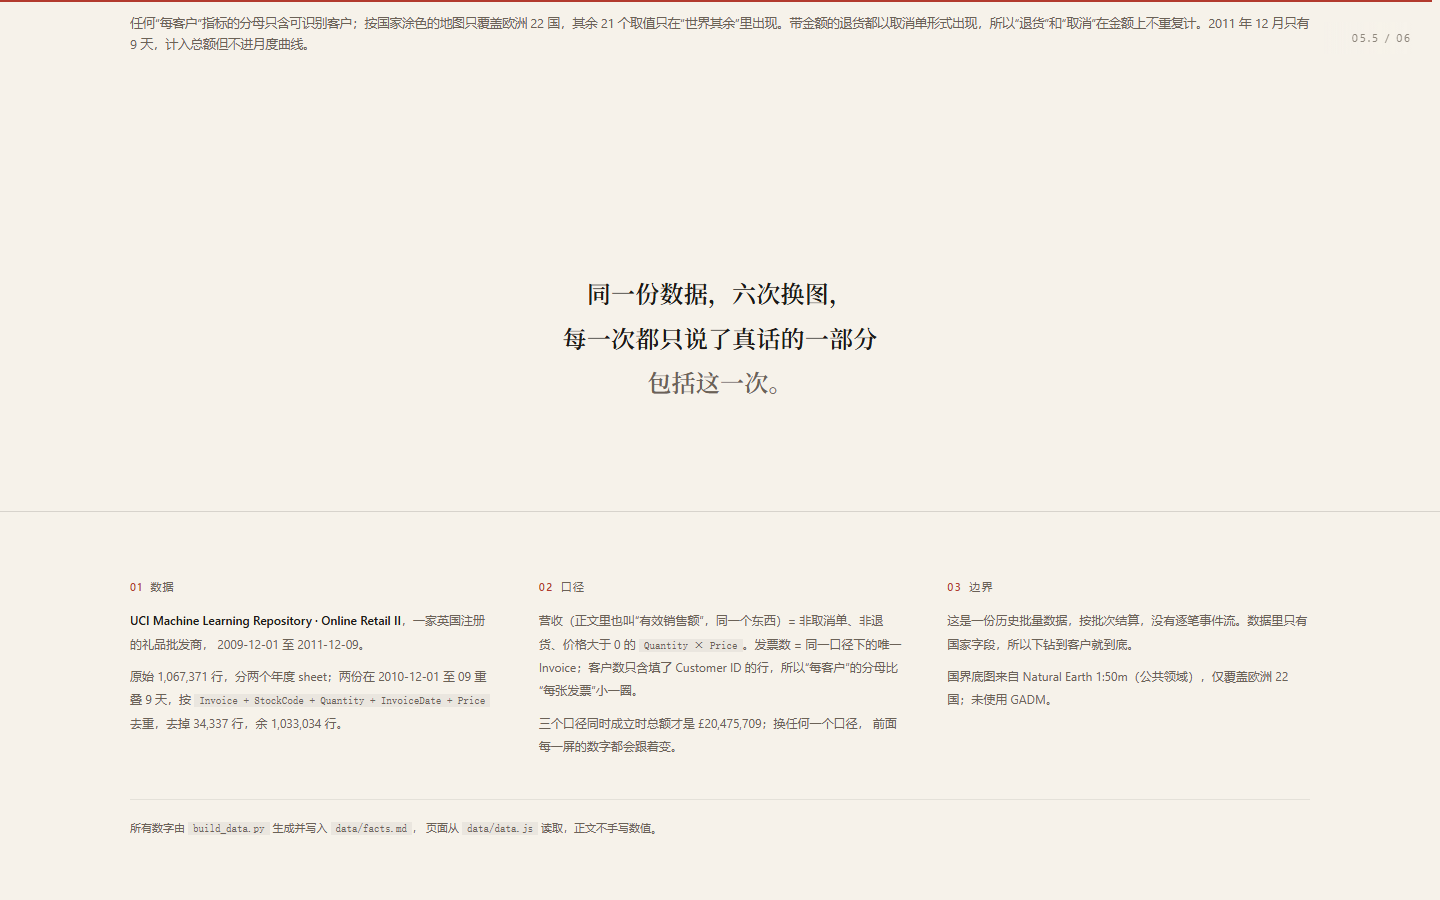 任何“每客户”指标的分母只含可识别客户；按国家涂色的地图只覆盖欧洲 22 国，其余 21 个取值只在“世界其余”里出现。带金额的退货都以取消单形式出现，所以“退货”和“取消”在金额上不重复计。2011 年 12 月只有
9 天，计入总额但不进月度曲线。
05.5 / 06
同一份数据，六次换图，
每一次都只说了真话的一部分
包括这一次。
01 数据
UCI Machine Learning Repository · Online Retail II，一家英国注册
的礼品批发商， 2009-12-01 至 2011-12-09。
原始 1,067,371 行，分两个年度 sheet；两份在 2010-12-01 至 09 重
叠 9 天，按 Invoice + StockCode + Quantity + InvoiceDate + Price
去重，去掉 34,337 行，余 1,033,034 行。
02 口径
营收（正文里也叫“有效销售额”，同一个东西）= 非取消单、非退
货、价格大于 0 的 Quantity × Price。发票数 = 同一口径下的唯一
Invoice；客户数只含填了 Customer ID 的行，所以“每客户”的分母比
“每张发票”小一圈。
三个口径同时成立时总额才是 £20,475,709；换任何一个口径， 前面
每一屏的数字都会跟着变。
03 边界
这是一份历史批量数据，按批次结算，没有逐笔事件流。数据里只有
国家字段，所以下钻到客户就到底。
国界底图来自 Natural Earth 1:50m（公共领域），仅覆盖欧洲 22
国；未使用 GADM。
所有数字由 build_data.py 生成并写入 data/facts.md， 页面从 data/data.js 读取，正文不手写数值。